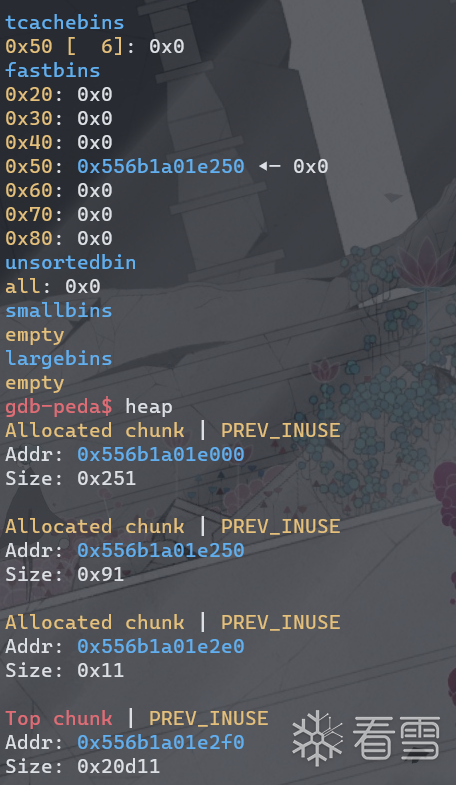 tcachebins
0x50 [  6]: 0x0
fastbins
0x20: 0x0
0x30: 0x0
0x40: 0x0
0x50: 0x556b1a01e250 ◂— 0x0
0x60: 0x0
0x70: 0x0
0x80: 0x0
unsortedbin
all: 0x0
smallbins
empty
largebins
empty
gdb-peda$ heap
Allocated chunk | PREV_INUSE
Addr: 0x556b1a01e000
Size: 0x251

Allocated chunk | PREV_INUSE
Addr: 0x556b1a01e250
Size: 0x91

Allocated chunk | PREV_INUSE
Addr: 0x556b1a01e2e0
Size: 0x11

Top chunk | PREV_INUSE
Addr: 0x556b1a01e2f0
Size: 0x20d11
看雪